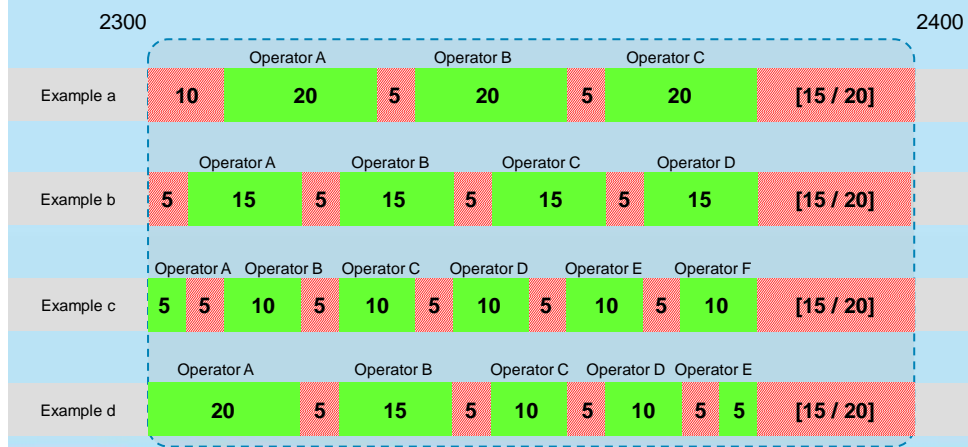 2300 2400
Operator A Operator B Operator C
Example a 10 20 5 20 5 20 [15 / 20]
Operator A Operator B Operator C Operator D
Example b 5 15 5 15 5 15 5 15 [15 / 20]
Operator A Operator B Operator C Operator D Operator E Operator F
Example c 5 5 10 5 10 5 10 5 10 5 10 [15 / 20]
Operator A Operator B Operator C Operator D Operator E
Example d 20 5 15 5 10 5 10 5 5 [15 / 20]